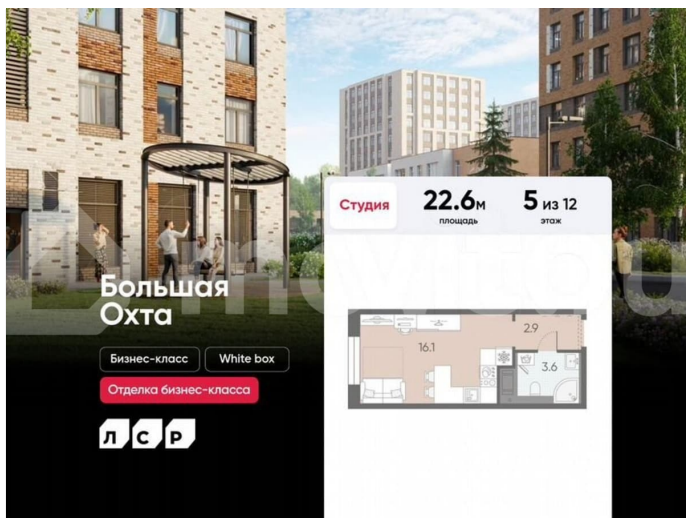 Студия
22.6м
площадь
5 из 12
этаж
Большая
Охта
Бизнес-класс
White box
Отделка бизнес-класса
ЛСР
16.1
2.9
3.6